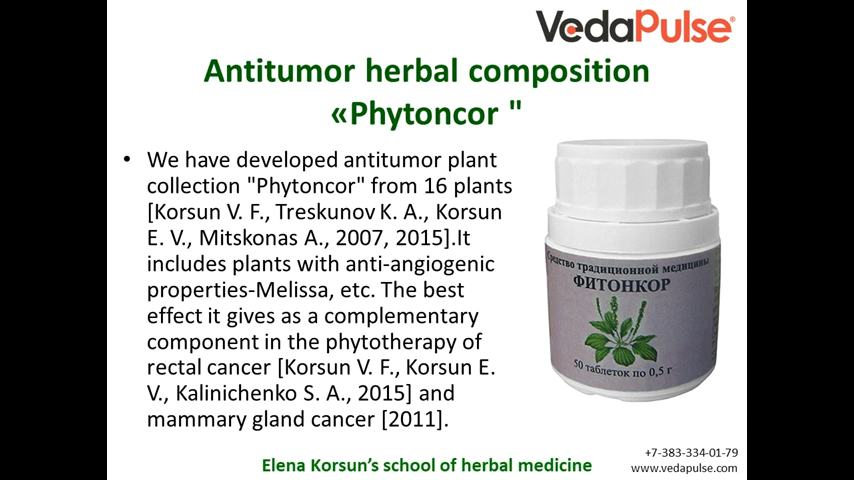 VedaPulse®
Antitumor herbal composition
«Phytoncor "
• We have developed antitumor plant
collection "Phytoncor" from 16 plants
[Korsun V. F., Treskunov K. A., Korsun
E. V., Mitskonas A., 2007, 2015].It
includes plants with anti-angiogenic
properties-Melissa, etc. The best
effect it gives as a complementary
component in the phytotherapy of
rectal cancer [Korsun V. F., Korsun E.
V., Kalinichenko S. A., 2015] and
mammary gland cancer [2011].
Средство традиционной медицины
ФИТОНКОР
50 таблеток по 0,5 г
Elena Korsun’s school of herbal medicine
+7-383-334-01-79
www.vedapulse.com